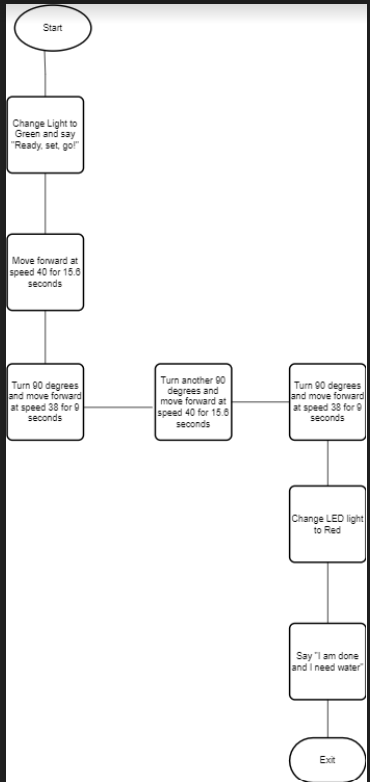 Start
Change Light to
Green and say
"Ready, set, go!"
Move forward at
speed 40 for 15.6
seconds
Turn 90 degrees
and move forward
at speed 38 for 9
seconds
Turn another 90
degrees and
move forward at
speed 40 for 15.6
seconds
Turn 90 degrees
and move forward
at speed 38 for 9
seconds
Change LED light
to Red
Say "I am done
and I need water"
Exit